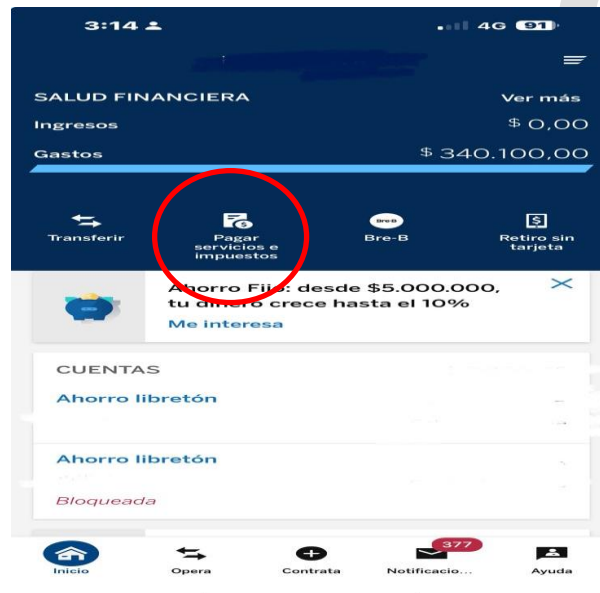 3:14
4G 91
SALUD FINANCIERA Ver más
Ingresos $ 0,00
Gastos $ 340.100,00
Transferir
Pagar
servicios e
impuestos
Bre-B
Bre-B
Retiro sin
tarjeta
Ahorro Fijo: desde $5.000.000,
tu dinero crece hasta el 10%
Me interesa
CUENTAS
Ahorro libretón
Ahorro libretón
Bloqueada
377
Inicio Opera Contrata Notificacio... Ayuda